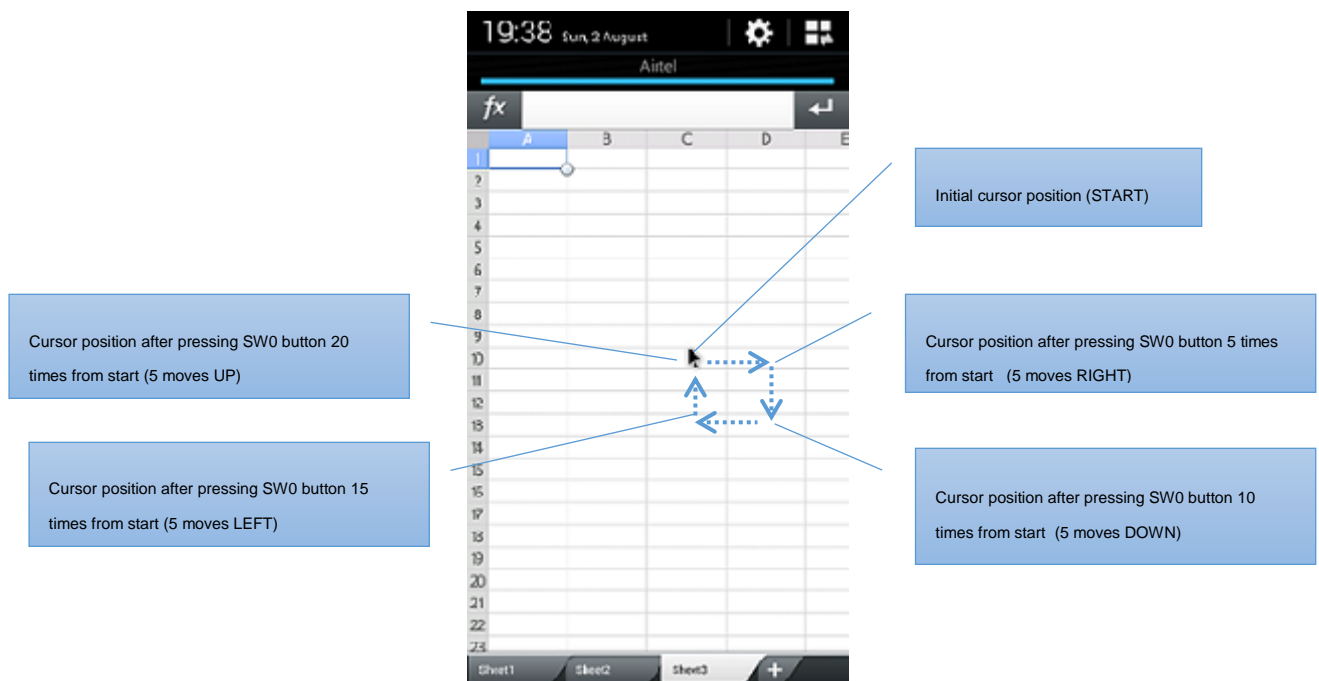 19:38 Sun, 2 August
Airtel
fx
A B C D E
1
2
3
4
5
6
7
8
9
10
11
12
13
14
15
16
17
18
19
20
21
22
23
Sheet1 Sheet2 Sheet3 +
Initial cursor position (START)
Cursor position after pressing SW0 button 20
times from start (5 moves UP)
Cursor position after pressing SW0 button 5 times
from start (5 moves RIGHT)
Cursor position after pressing SW0 button 15
times from start (5 moves LEFT)
Cursor position after pressing SW0 button 10
times from start (5 moves DOWN)